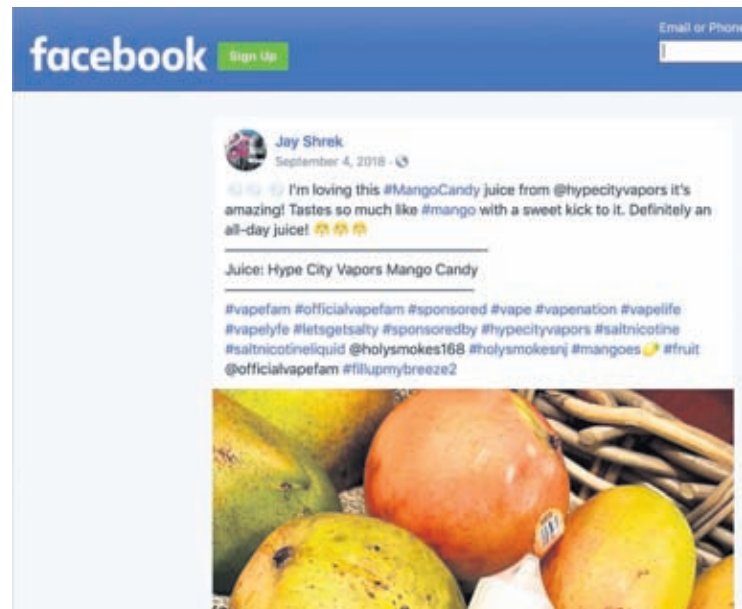 facebook
Sign Up
Email or Phone
Jay Shrek
September 4, 2018
I'm loving this #MangoCandy juice from @hypecityvapors it's
amazing! Tastes so much like #mango with a sweet kick to it. Definitely an
all-day juice!
Juice: Hype City Vapors Mango Candy
#vapefam #officialvapefam #sponsored #vape #vapenation #vapelife
#vapelyfe #letsgetsalty #sponsoredby #hypecityvapors #saltnicotine
#saltnicotineliquid @holysmokes168 #holysmokesnj #mangoes #fruit
@officialvapefam #fillupmybreeze2